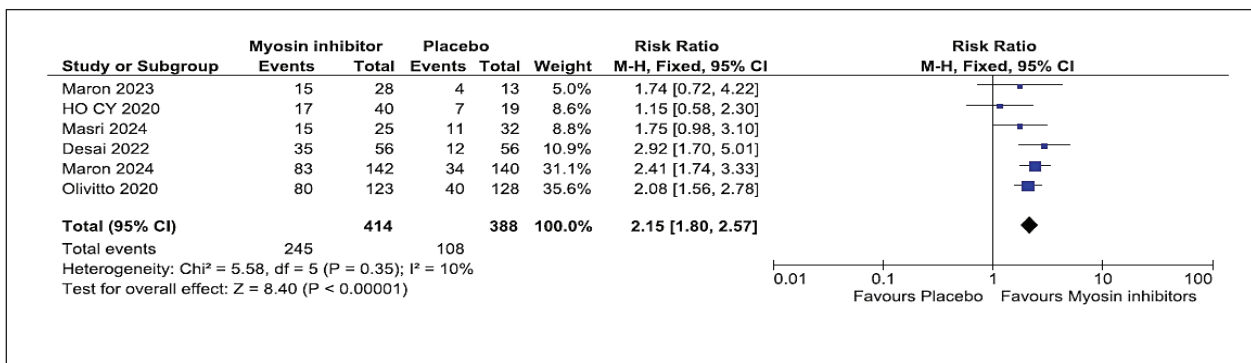 Myosin inhibitor Placebo Risk Ratio Risk Ratio
Study or Subgroup Events Total Events Total Weight M-H, Fixed, 95% CI M-H, Fixed, 95% CI
Maron 2023 15 28 4 13 5.0% 1.74 [0.72, 4.22]
HO CY 2020 17 40 7 19 8.6% 1.15 [0.58, 2.30]
Masri 2024 15 25 11 32 8.8% 1.75 [0.98, 3.10]
Desai 2022 35 56 12 56 10.9% 2.92 [1.70, 5.01]
Maron 2024 83 142 34 140 31.1% 2.41 [1.74, 3.33]
Olivitto 2020 80 123 40 128 35.6% 2.08 [1.56, 2.78]
Total (95% CI) 414 388 100.0% 2.15 [1.80, 2.57]
Total events 245 108
Heterogeneity: Chi² = 5.58, df = 5 (P = 0.35); I² = 10%
Test for overall effect: Z = 8.40 (P < 0.00001)
0.01 0.1 1 10 100
Favours Placebo Favours Myosin inhibitors